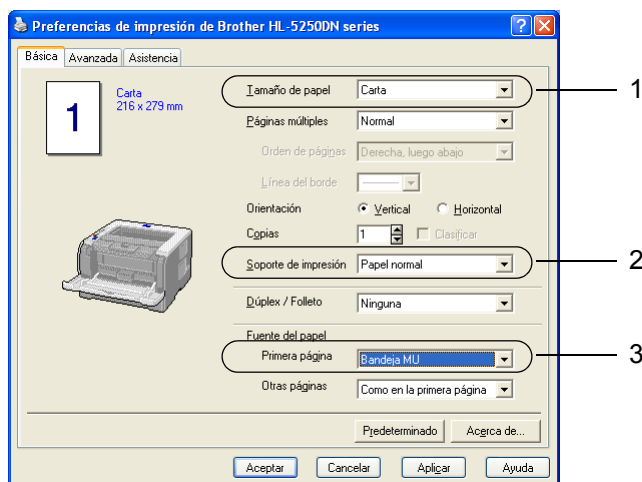 Preferencias de impresión de Brother HL-5250DN series
Básica Avanzada Asistencia
1
Carta
216 x 279 mm
Tamaño de papel Carta 1
Páginas múltiples Normal
Orden de páginas Derecha, luego abajo
Línea del borde
Orientación Vertical Horizontal
Copias 1 Clasificar
Soporte de impresión Papel normal 2
Dúplex / Folleto Ninguna
Fuente del papel
Primera página Bandeja MU 3
Otras páginas Como en la primera página
Predeterminado Acerca de...
Aceptar Cancelar Aplicar Ayuda